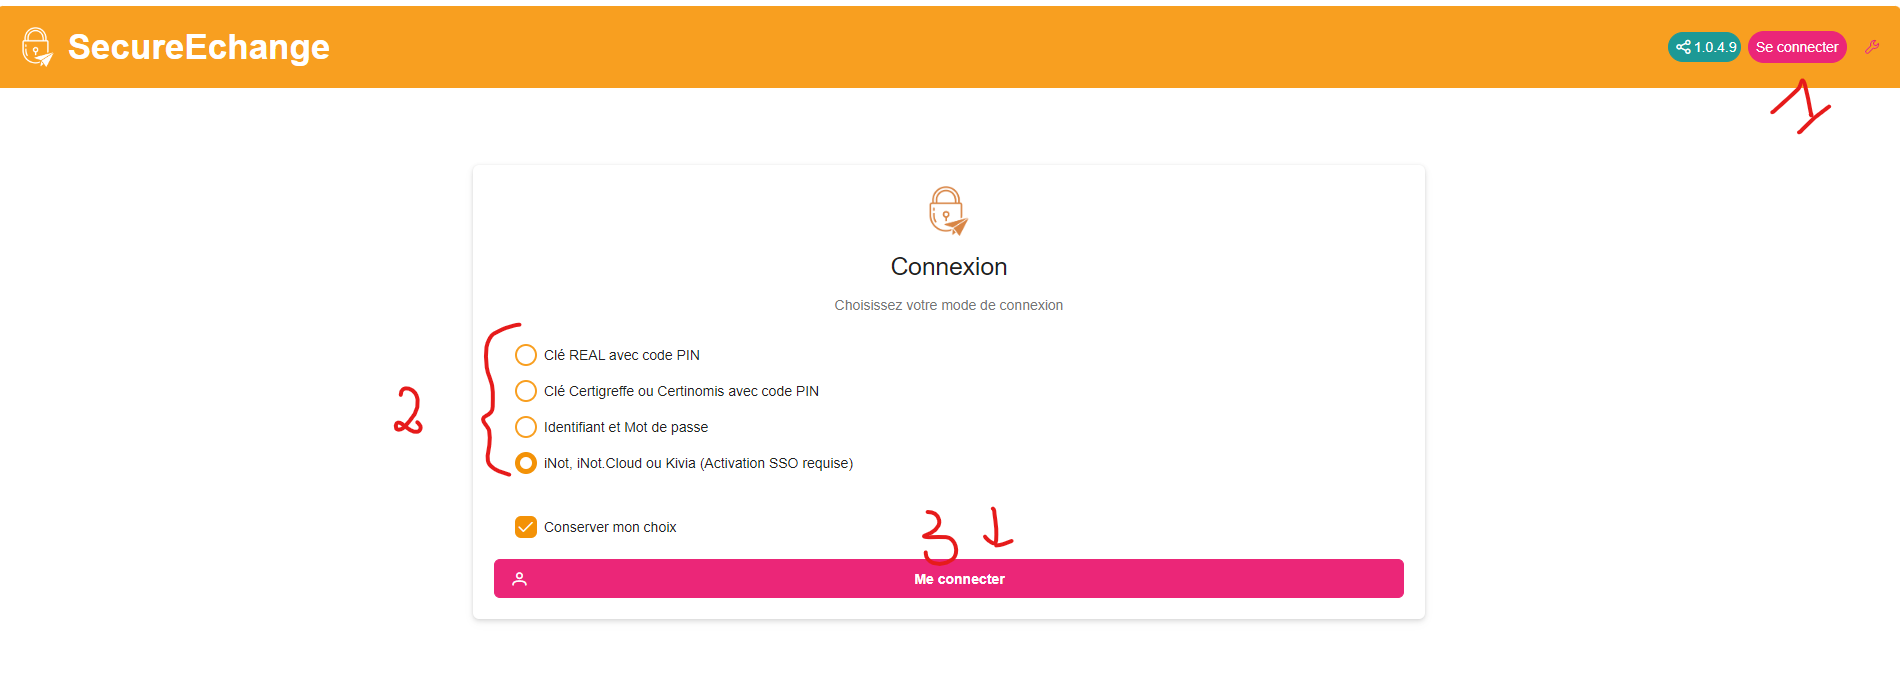 SecureEchange
1.0.4.9
Se connecter
1
Connexion
Choisissez votre mode de connexion
Clé REAL avec code PIN
Clé Certigreffe ou Certinomis avec code PIN
2
Identifiant et Mot de passe
iNot, iNot.Cloud ou Kivia (Activation SSO requise)
Conserver mon choix
3
Me connecter